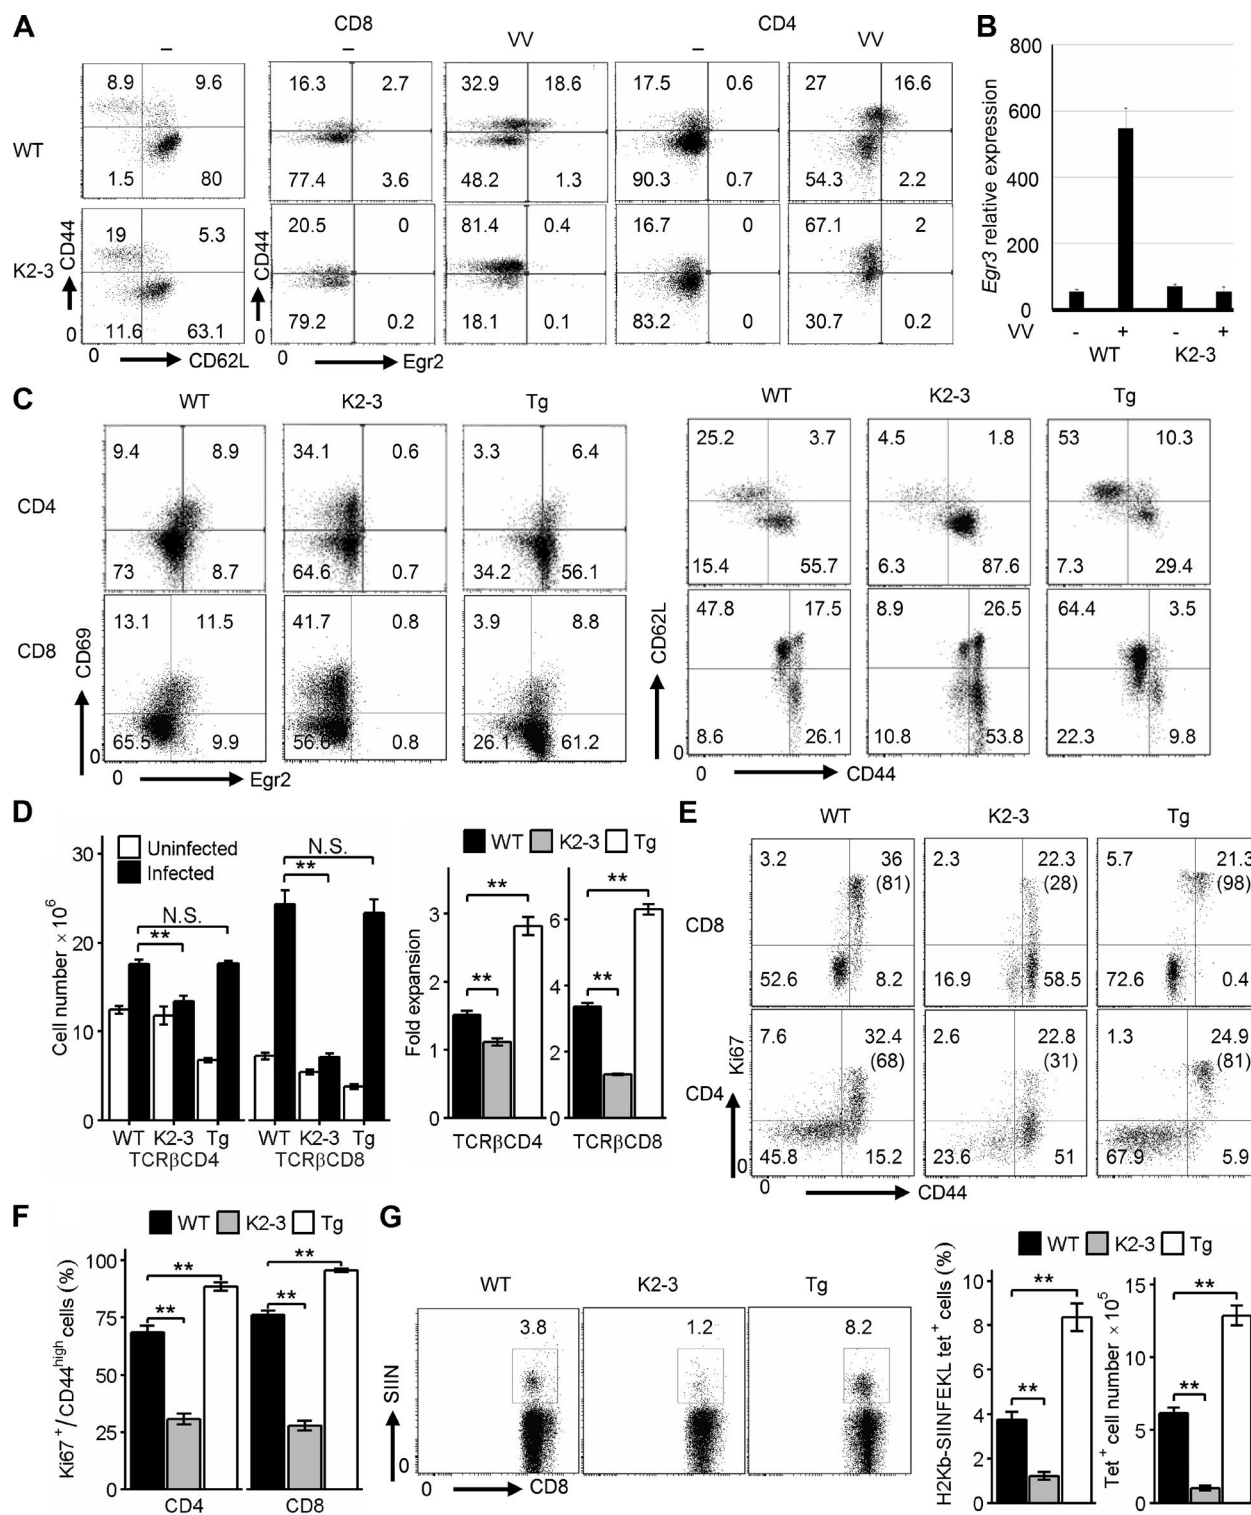 A
CD8
CD4
–
–
VV
–
VV
WT
8.9 9.6
1.5 80
16.3 2.7
77.4 3.6
32.9 18.6
48.2 1.3
17.5 0.6
90.3 0.7
27 16.6
54.3 2.2
K2-3
19 5.3
11.6 63.1
20.5 0
79.2 0.2
81.4 0.4
18.1 0.1
16.7 0
83.2 0
67.1 2
30.7 0.2
CD44
0
0
CD62L
CD44
0
0
Egr2
B
Egr3 relative expression
800
600
400
200
0
VV - + - +
WT K2-3
C
WT K2-3 Tg
CD4
9.4 8.9
73 8.7
34.1 0.6
64.6 0.7
3.3 6.4
34.2 56.1
CD8
13.1 11.5
65.5 9.9
41.7 0.8
56.6 0.8
3.9 8.8
26.1 61.2
CD69
0
0
Egr2
WT K2-3 Tg
25.2 3.7
15.4 55.7
4.5 1.8
6.3 87.6
53 10.3
7.3 29.4
47.8 17.5
8.6 26.1
8.9 26.5
10.8 53.8
64.4 3.5
22.3 9.8
CD62L
0
0
CD44
D
Cell number × 10⁶
30
20
10
0
Uninfected
Infected
N.S.
**
N.S.
**
WT K2-3 Tg
TCRβCD4
WT K2-3 Tg
TCRβCD8
WT K2-3 Tg
Fold expansion
3
2
1
0
**
**
TCRβCD4
6
4
2
0
**
**
TCRβCD8
E
WT K2-3 Tg
CD8
3.2 36
(81)
52.6 8.2
2.3 22.3
(28)
16.9 58.5
5.7 21.3
(98)
72.6 0.4
CD4
7.6 32.4
(68)
45.8 15.2
2.6 22.8
(31)
23.6 51
1.3 24.9
(81)
67.9 5.9
Ki67
0
0
CD44
F
WT K2-3 Tg
Ki67⁺/CD44ʰⁱᵍʰ cells (%)
100
75
50
25
0
**
**
CD4
**
**
CD8
G
WT K2-3 Tg
3.8
1.2
8.2
SIIN
0
0
CD8
WT K2-3 Tg
H2Kb-SIINFEKL tet⁺ cells (%)
10
8
6
4
2
0
**
**
Tet⁺ cell number × 10⁵
15
10
5
0
**
**